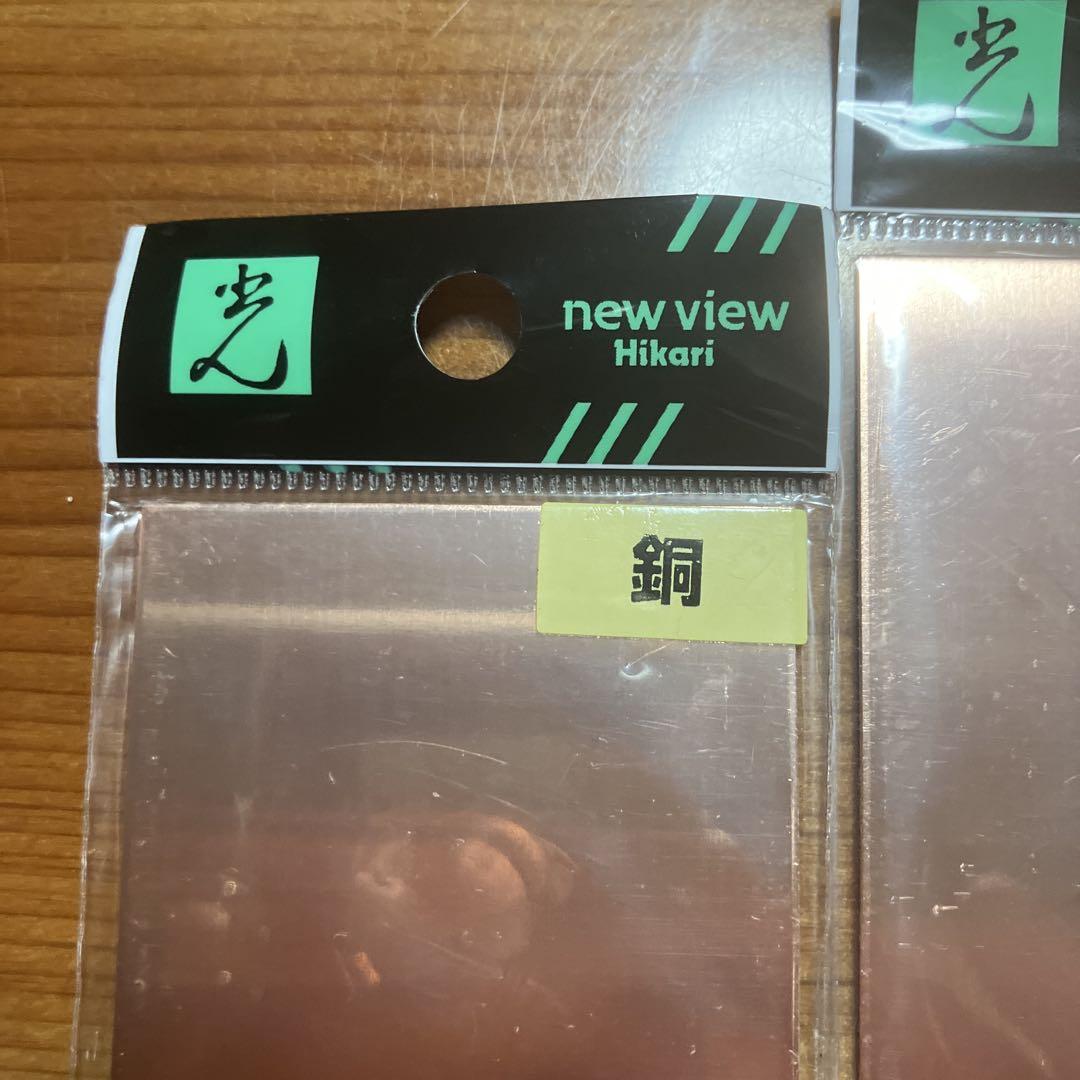 光
new view
Hikari
銅
光